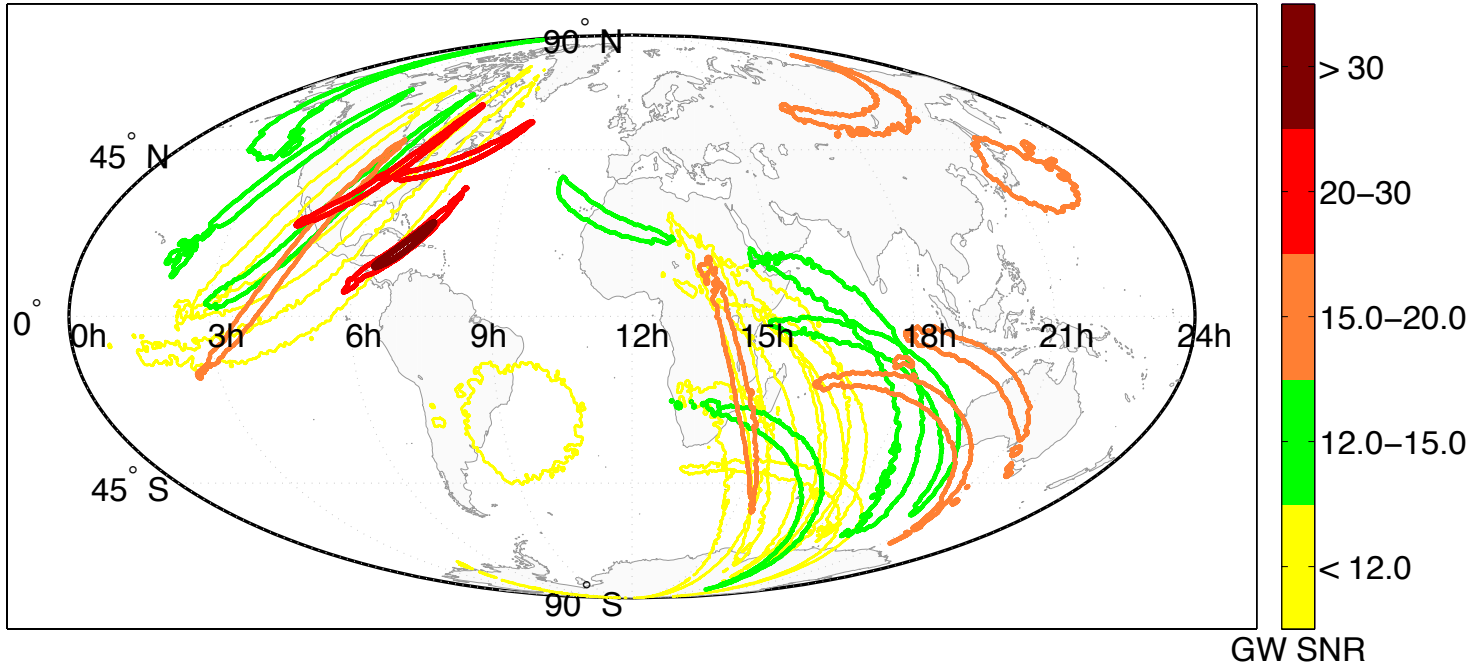 90° N
45° N
0°
0h 3h 6h 9h 12h 15h 18h 21h 24h
45° S
90° S
> 30
20–30
15.0–20.0
12.0–15.0
< 12.0
GW SNR